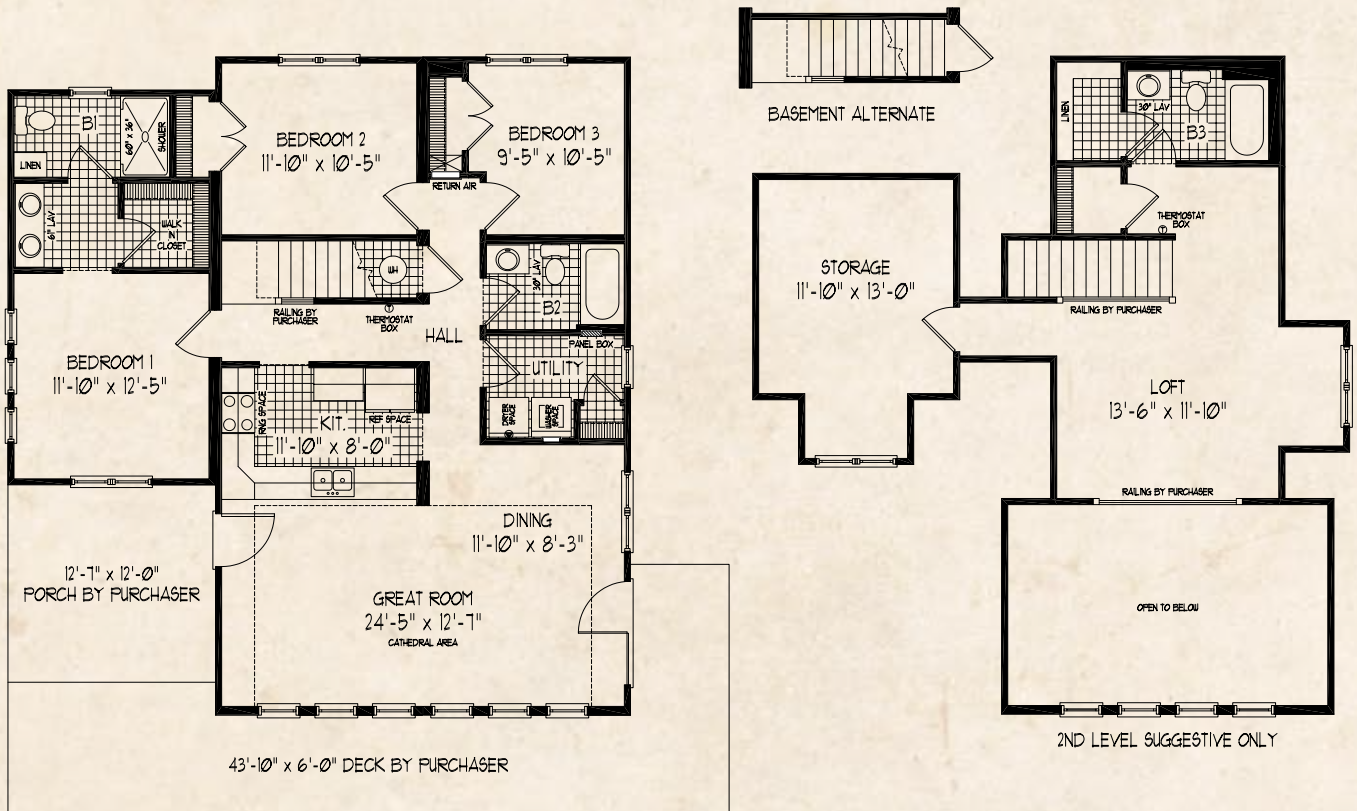 B1
60" x 36"
SHOWER
LINEN
61" LAV
WALK
IN
CLOSET
BEDROOM 2
11'-10" x 10'-5"
BEDROOM 3
9'-5" x 10'-5"
RETURN AIR
WH
RAILING BY
PURCHASER
THERMOSTAT
BOX
HALL
30" LAV
B2
PANEL BOX
UTILITY
DRYER
SPACE
WASHER
SPACE
BEDROOM 1
11'-10" x 12'-5"
RNG SPACE
REF SPACE
KIT.
11'-10" x 8'-0"
DINING
11'-10" x 8'-3"
GREAT ROOM
24'-5" x 12'-7"
CATHEDRAL AREA
12'-7" x 12'-0"
PORCH BY PURCHASER
43'-10" x 6'-0" DECK BY PURCHASER
BASEMENT ALTERNATE
STORAGE
11'-10" x 13'-0"
LINEN
30" LAV
B3
THERMOSTAT
BOX
RAILING BY PURCHASER
LOFT
13'-6" x 11'-10"
RAILING BY PURCHASER
OPEN TO BELOW
2ND LEVEL SUGGESTIVE ONLY